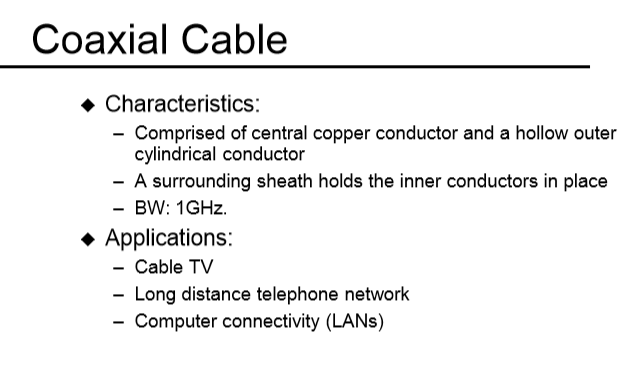 Coaxial Cable
◆ Characteristics:
– Comprised of central copper conductor and a hollow outer
cylindrical conductor
– A surrounding sheath holds the inner conductors in place
– BW: 1GHz.
◆ Applications:
– Cable TV
– Long distance telephone network
– Computer connectivity (LANs)